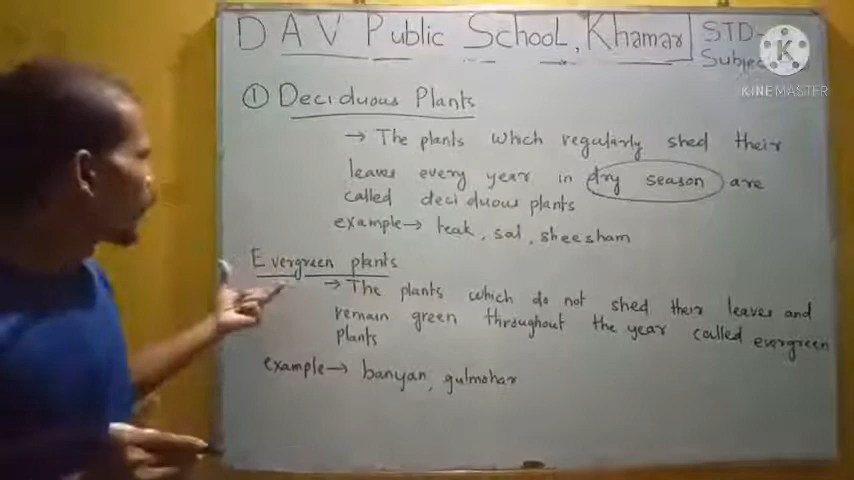 DAV Public School, Khamar
STD-
Subjec
KINEMASTER
① Deciduous Plants
→ The plants which regularly shed their
leaves every year in dry season are
called deciduous plants
example → teak, sal, sheesham
Evergreen plants
→ The plants which do not shed their leaves and
remain green throughout the year called evergreen
plants
example → banyan, gulmohar